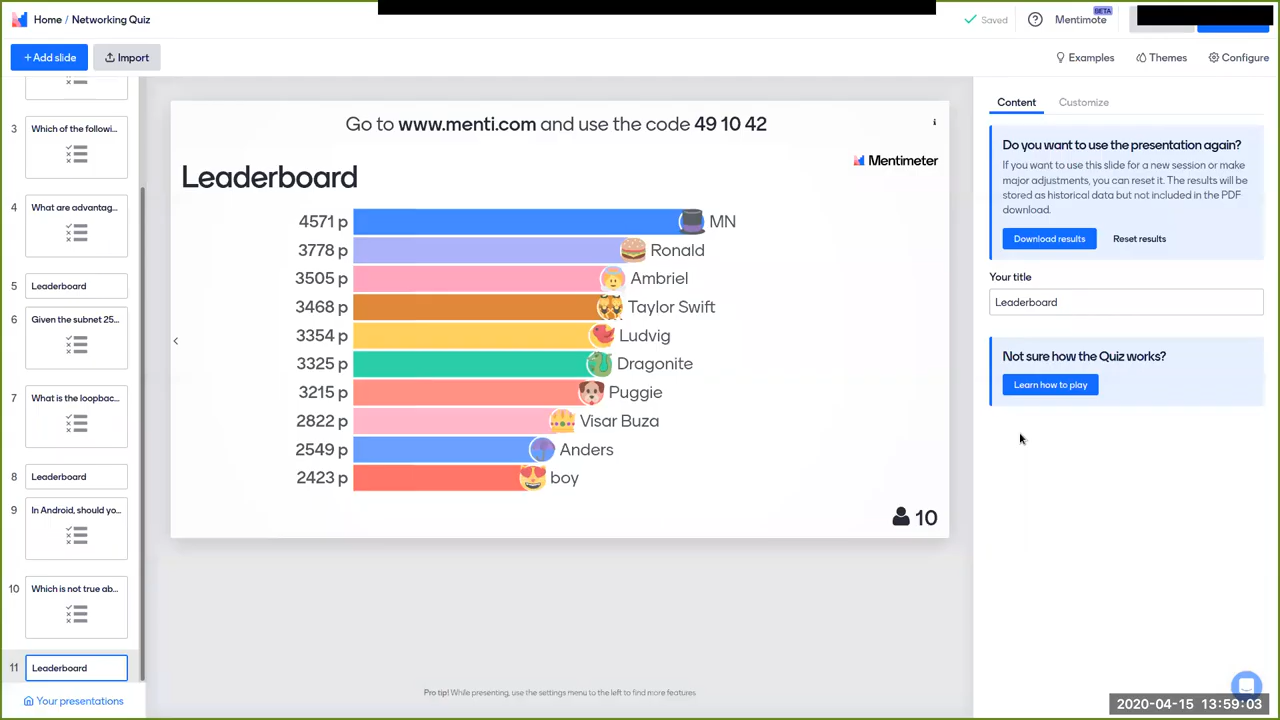 Home / Networking Quiz
Saved
Mentimote
BETA
+ Add slide
Import
Examples
Themes
Configure
3
Which of the followi...
4
What are advantag...
5
Leaderboard
6
Given the subnet 25...
7
What is the loopbac...
8
Leaderboard
9
In Android, should yo...
10
Which is not true ab...
11
Leaderboard
Your presentations
Go to www.menti.com and use the code 49 10 42
i
Mentimeter
Leaderboard
4571 p MN
3778 p Ronald
3505 p Ambriel
3468 p Taylor Swift
3354 p Ludvig
3325 p Dragonite
3215 p Puggie
2822 p Visar Buza
2549 p Anders
2423 p boy
10
Pro tip! While presenting, use the settings menu to the left to find more features
Content
Customize
Do you want to use the presentation again?
If you want to use this slide for a new session or make
major adjustments, you can reset it. The results will be
stored as historical data but not included in the PDF
download.
Download results
Reset results
Your title
Leaderboard
Not sure how the Quiz works?
Learn how to play
2020-04-15 13:59:03